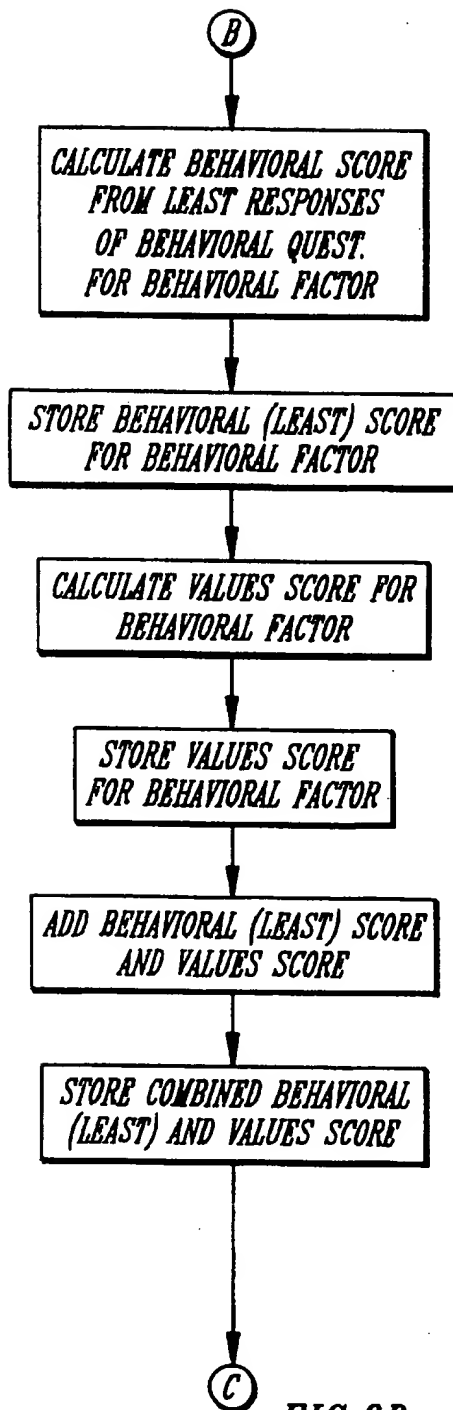 B
CALCULATE BEHAVIORAL SCORE
FROM LEAST RESPONSES
OF BEHAVIORAL QUEST.
FOR BEHAVIORAL FACTOR
STORE BEHAVIORAL (LEAST) SCORE
FOR BEHAVIORAL FACTOR
CALCULATE VALUES SCORE FOR
BEHAVIORAL FACTOR
STORE VALUES SCORE
FOR BEHAVIORAL FACTOR
ADD BEHAVIORAL (LEAST) SCORE
AND VALUES SCORE
STORE COMBINED BEHAVIORAL
(LEAST) AND VALUES SCORE
C